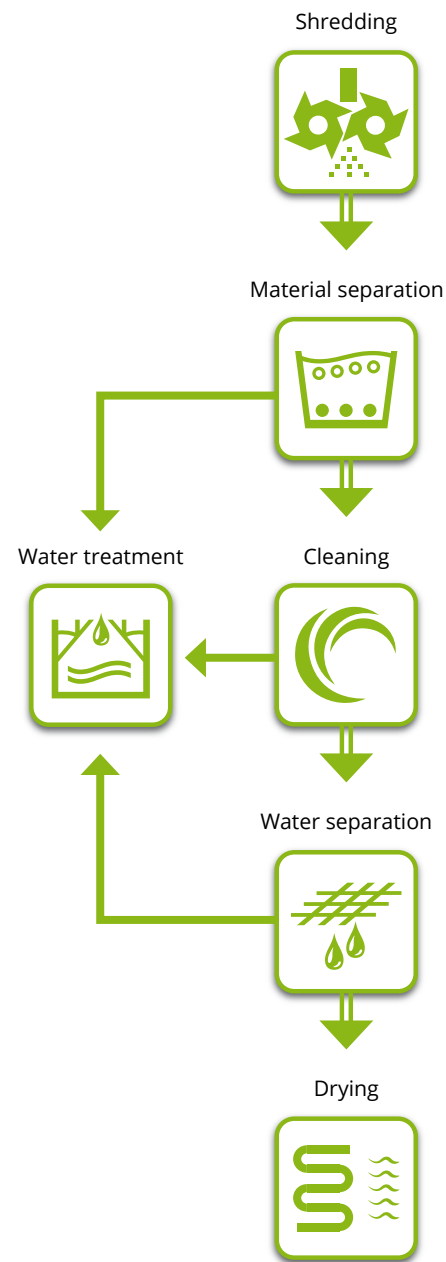 Shredding
Material separation
Water treatment
Cleaning
Water separation
Drying